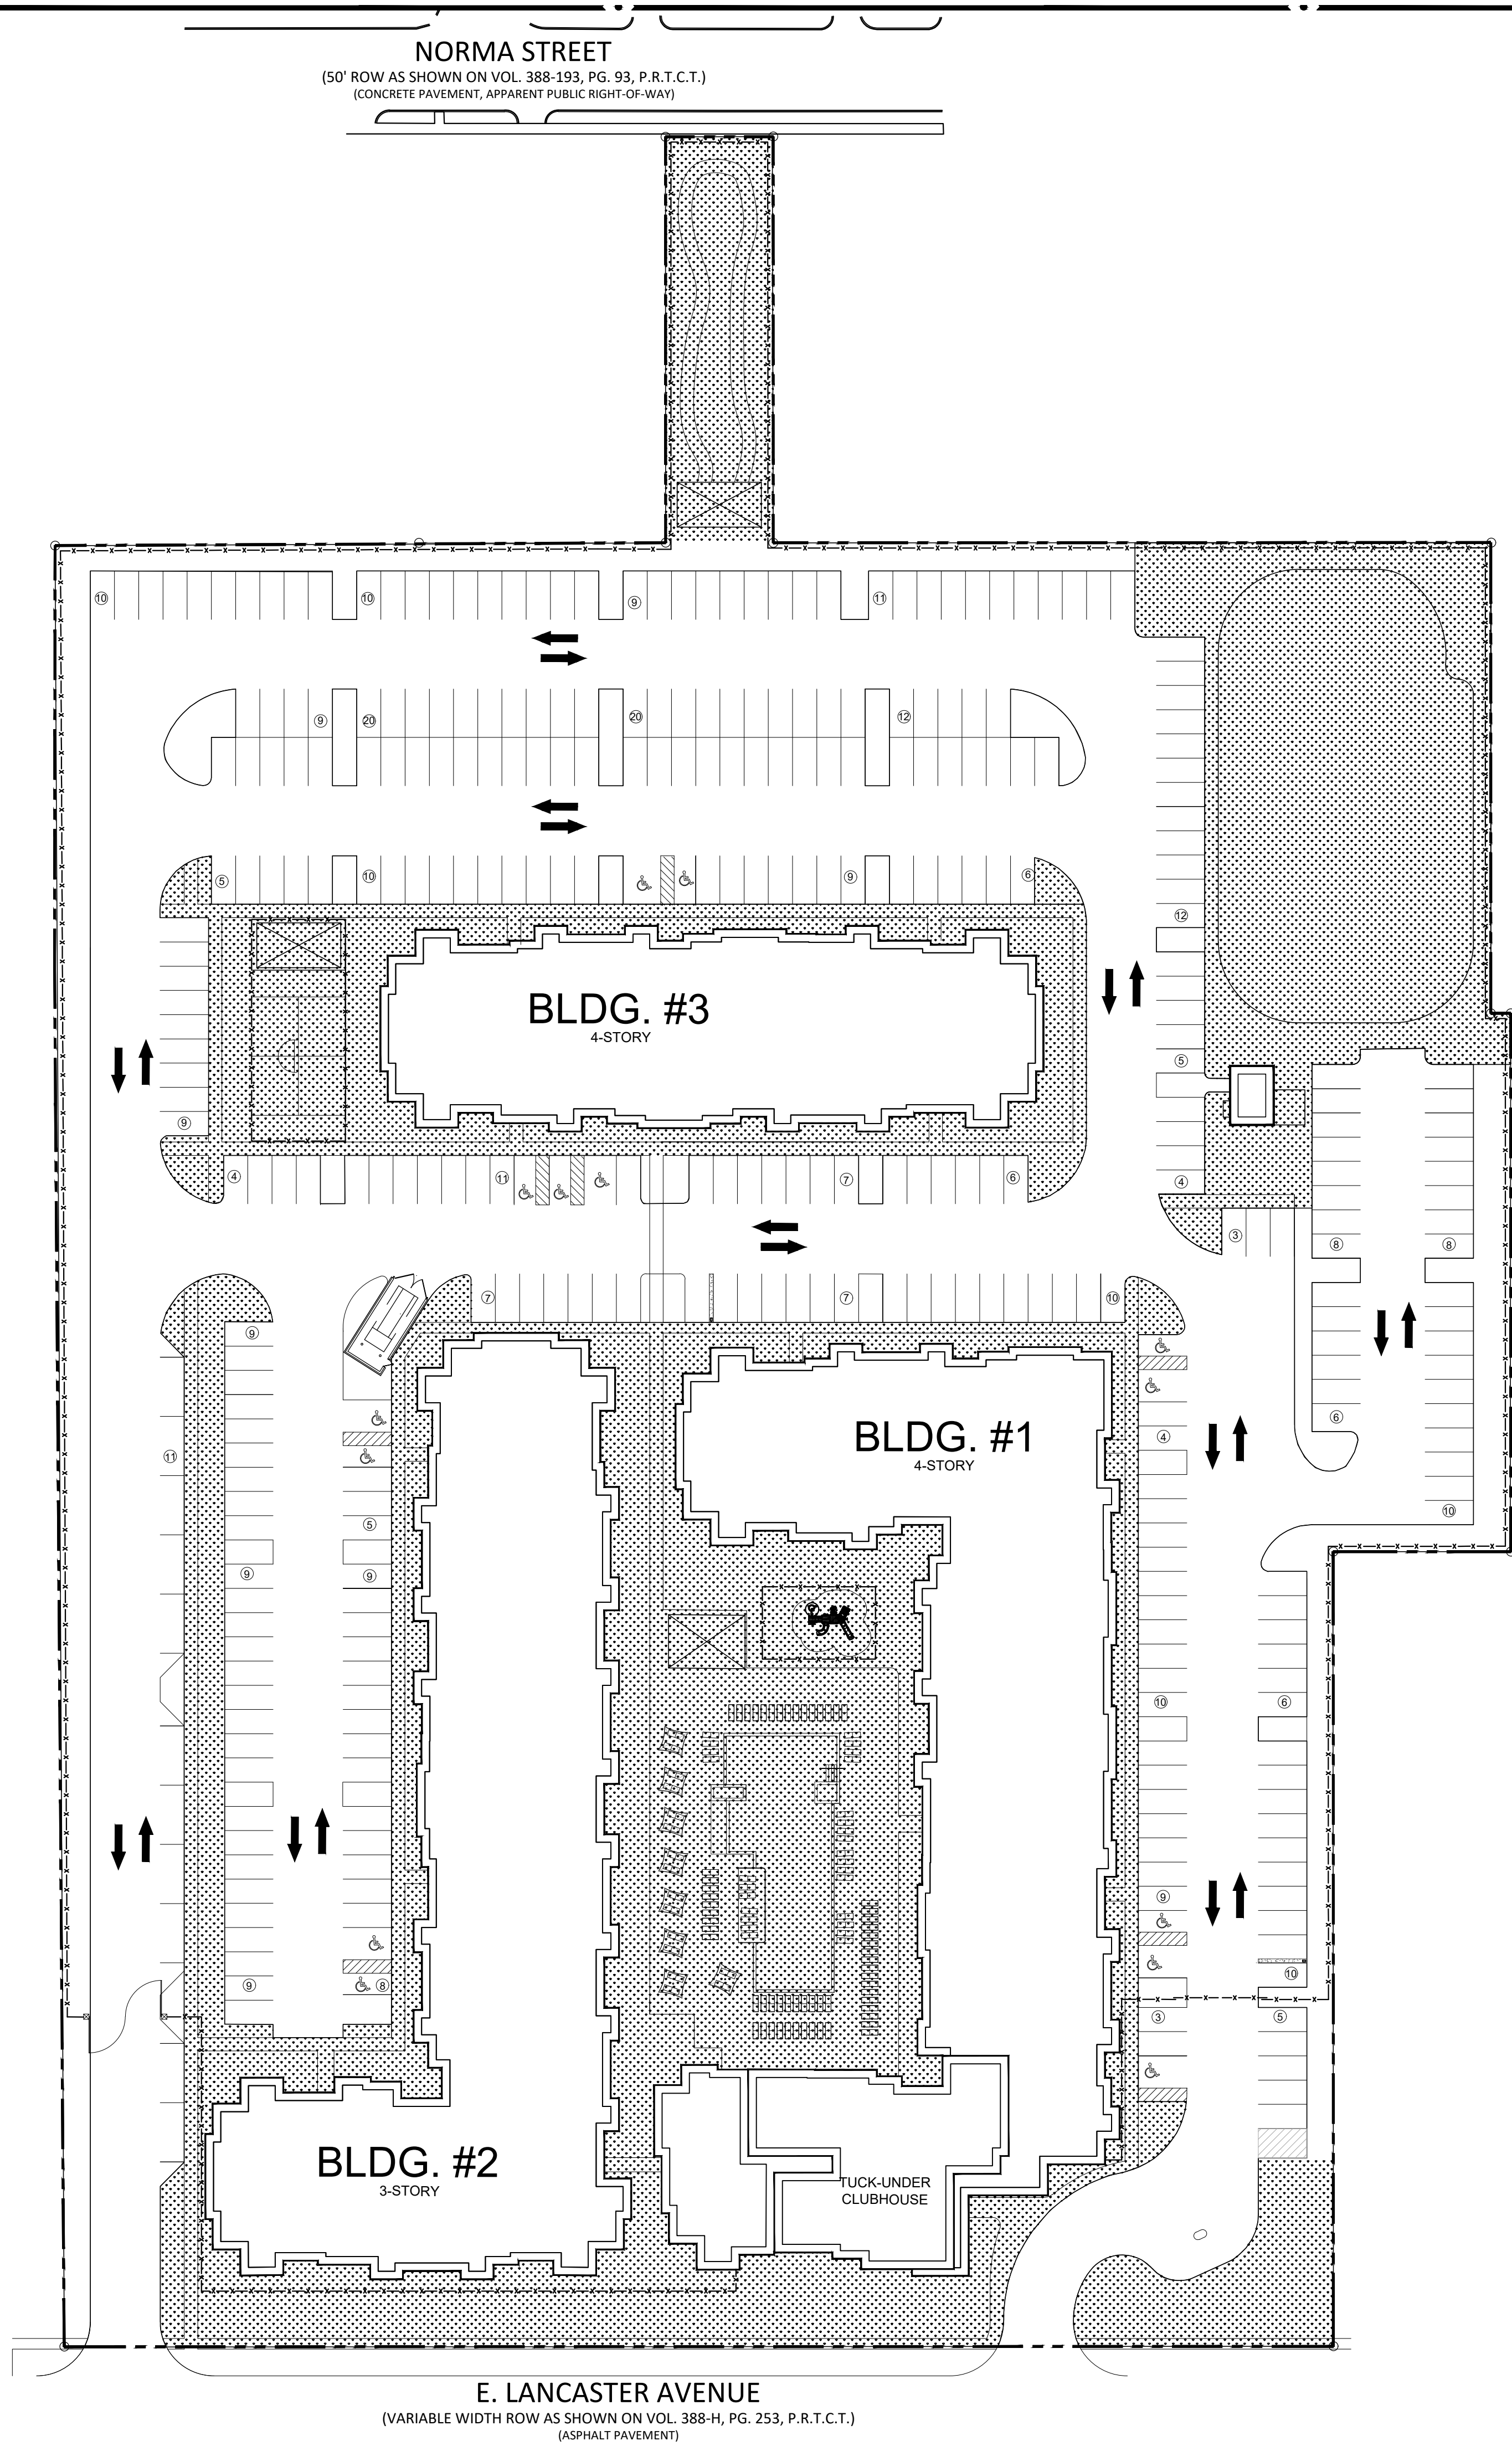 NORMA STREET
(50' ROW AS SHOWN ON VOL. 388-193, PG. 93, P.R.T.C.T.)
(CONCRETE PAVEMENT, APPARENT PUBLIC RIGHT-OF-WAY)
10 10 9 11
9 20 20 12
5 10 9 6
12
BLDG. #3
4-STORY
5
9
4 11 7 6 4
3 8 8
7 7 10
9
6
BLDG. #1
4-STORY
4
11
10
5
9 9
10 6
9
9 8 10
3 5
BLDG. #2
3-STORY
TUCK-UNDER
CLUBHOUSE
E. LANCASTER AVENUE
(VARIABLE WIDTH ROW AS SHOWN ON VOL. 388-H, PG. 253, P.R.T.C.T.)
(ASPHALT PAVEMENT)